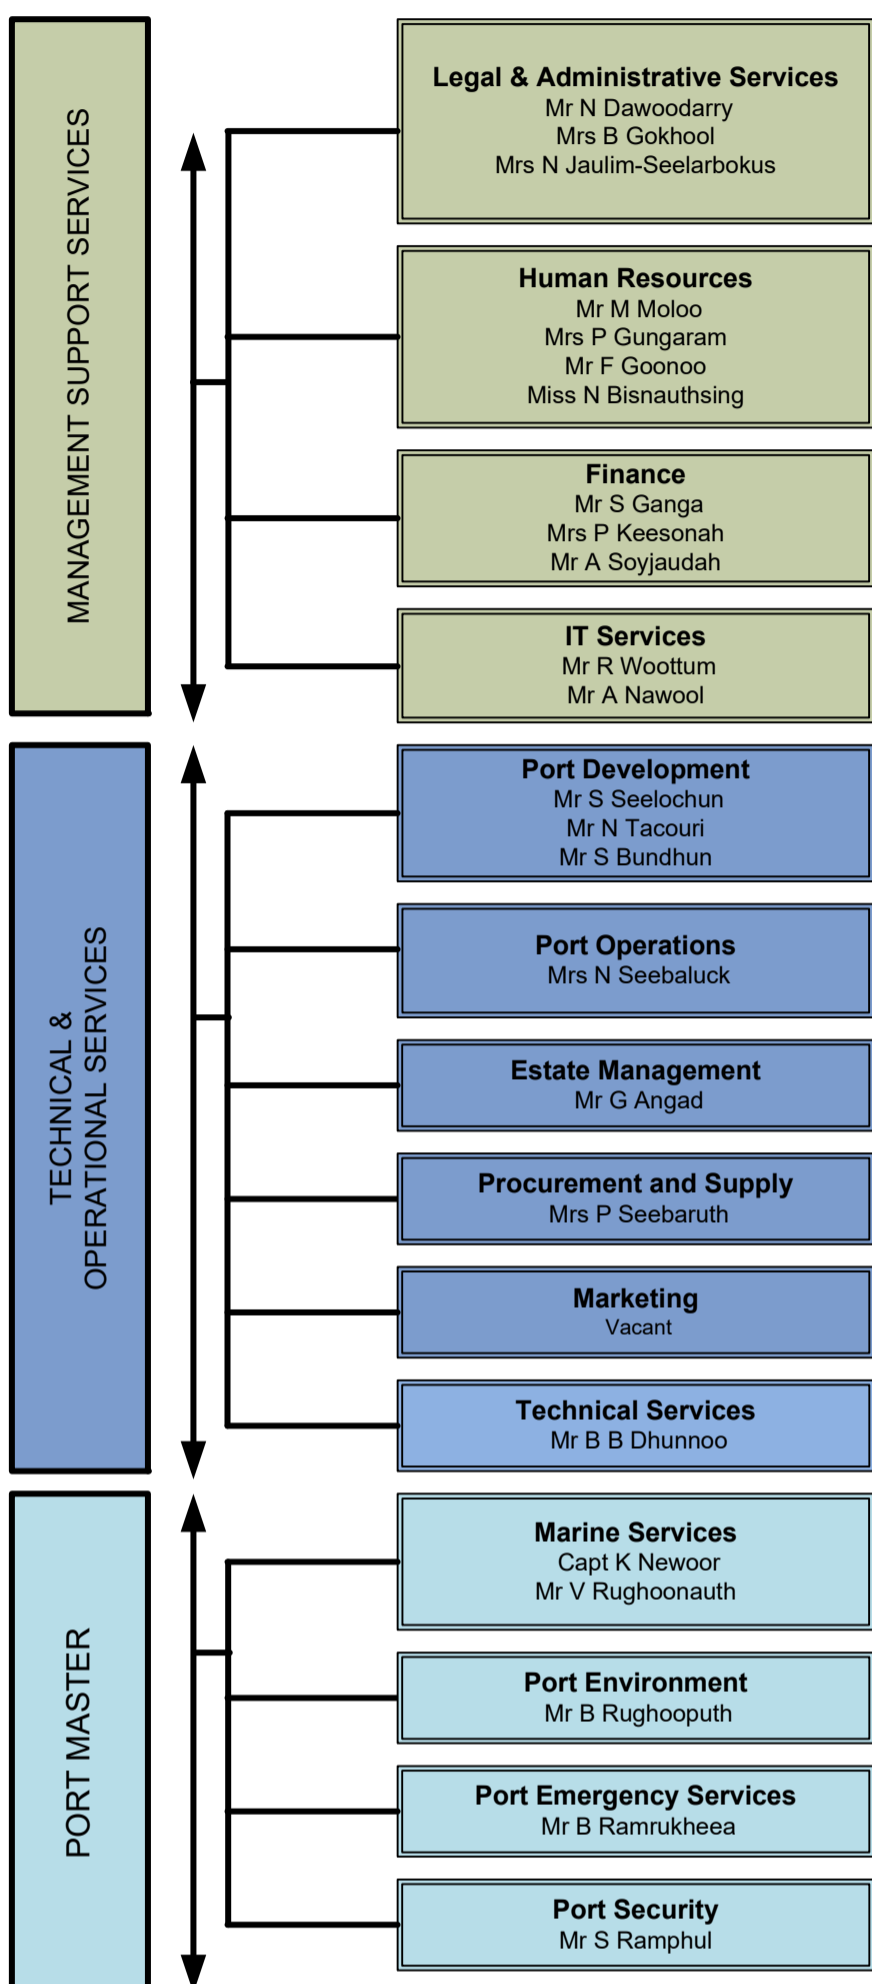 MANAGEMENT SUPPORT SERVICES
Legal & Administrative Services
Mr N Dawoodarry
Mrs B Gokhool
Mrs N Jaulim-Seelarbokus
Human Resources
Mr M Moloo
Mrs P Gungaram
Mr F Goonoo
Miss N Bisnauthsing
Finance
Mr S Ganga
Mrs P Keesonah
Mr A Soyjaudah
IT Services
Mr R Woottum
Mr A Nawool
TECHNICAL &
OPERATIONAL SERVICES
Port Development
Mr S Seelochun
Mr N Tacouri
Mr S Bundhun
Port Operations
Mrs N Seebaluck
Estate Management
Mr G Angad
Procurement and Supply
Mrs P Seebaruth
Marketing
Vacant
Technical Services
Mr B B Dhunnoo
PORT MASTER
Marine Services
Capt K Newoor
Mr V Rughoonauth
Port Environment
Mr B Rughooputh
Port Emergency Services
Mr B Ramrukheea
Port Security
Mr S Ramphul